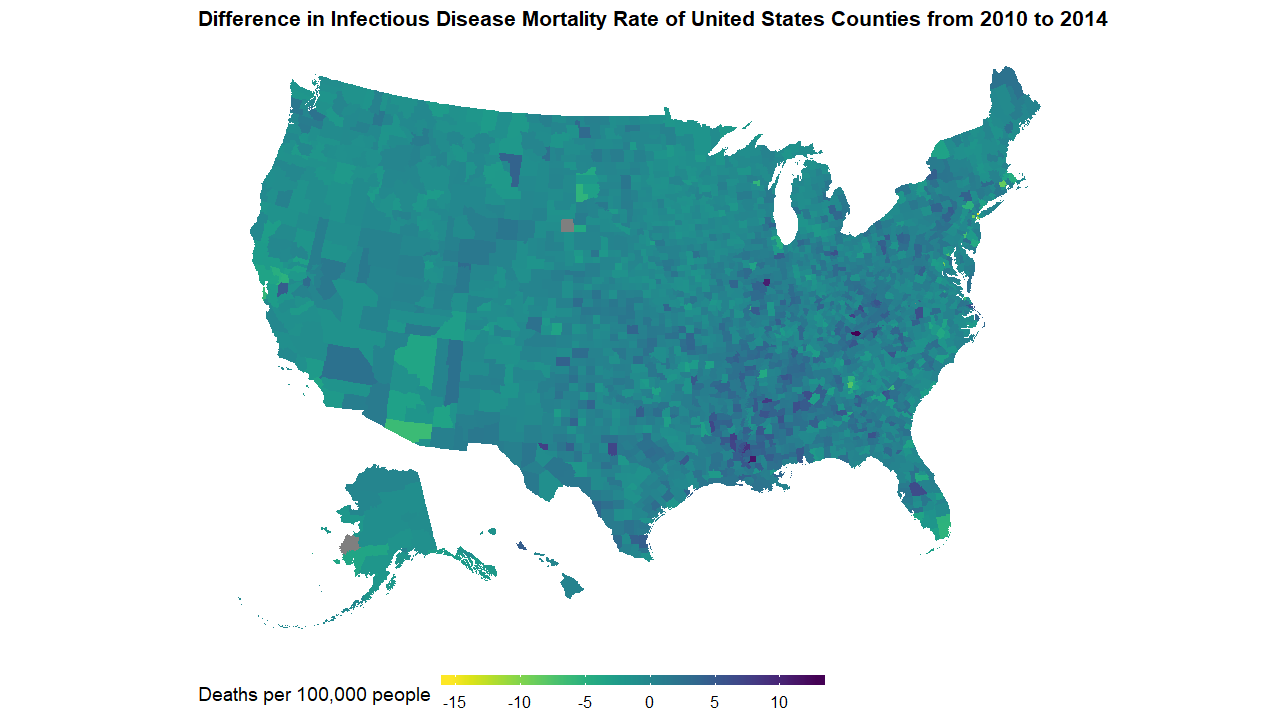 Difference in Infectious Disease Mortality Rate of United States Counties from 2010 to 2014
Deaths per 100,000 people
-15 -10 -5 0 5 10